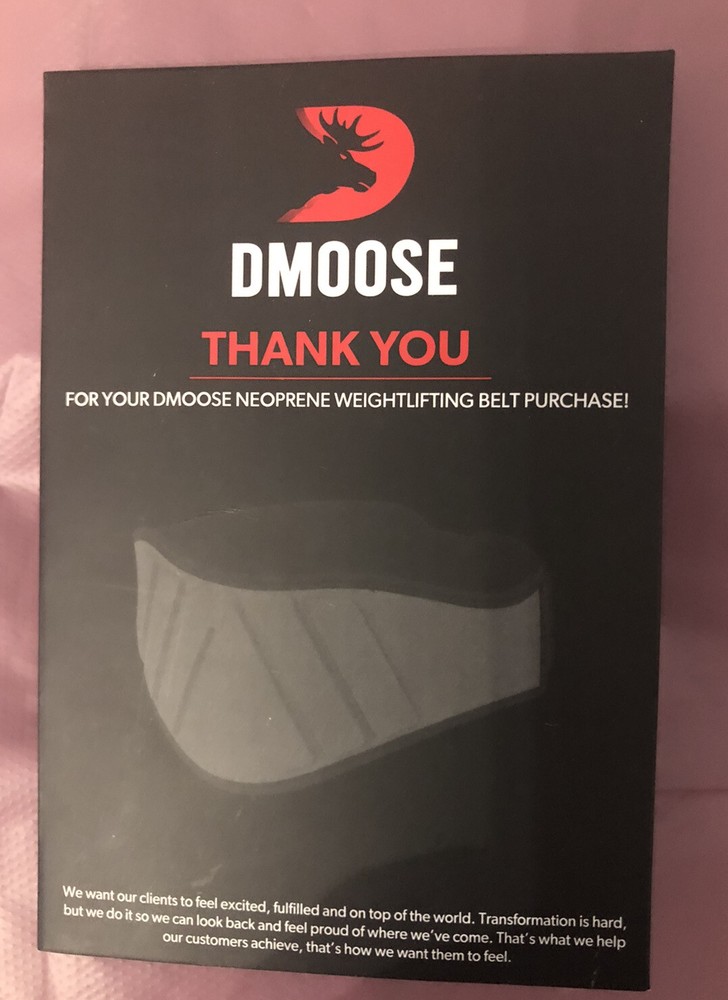 DMOOSE
THANK YOU
FOR YOUR DMOOSE NEOPRENE WEIGHTLIFTING BELT PURCHASE!
We want our clients to feel excited, fulfilled and on top of the world. Transformation is hard,
but we do it so we can look back and feel proud of where we've come. That's what we help
our customers achieve, that's how we want them to feel.